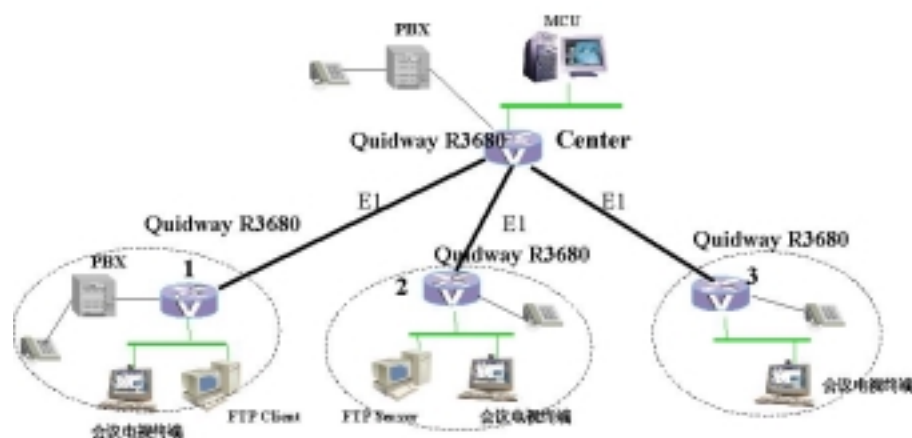 MCU
PBX
Quidway R3680
Center
E1
E1
E1
Quidway R3680
Quidway R3680
Quidway R3680
PBX
1
2
3
会议电视终端
FTP Client
FTP Server
会议电视终端
会议电视终端